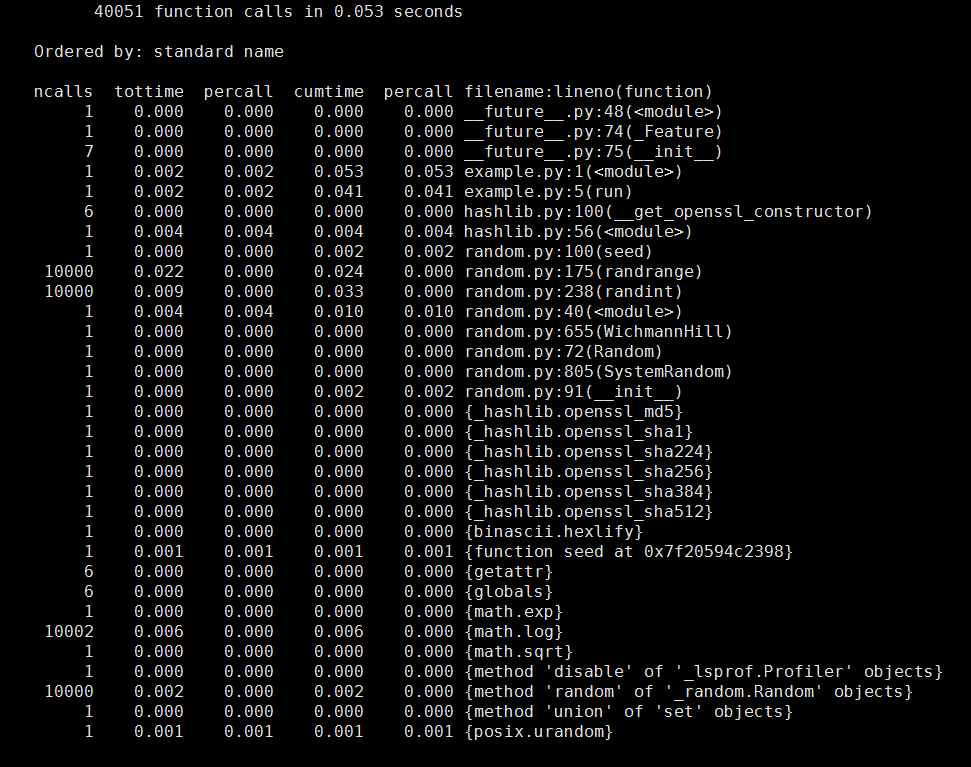 40051 function calls in 0.053 seconds
Ordered by: standard name
ncalls  tottime  percall  cumtime  percall filename:lineno(function)
1    0.000    0.000    0.000    0.000 __future__.py:48(<module>)
1    0.000    0.000    0.000    0.000 __future__.py:74(_Feature)
7    0.000    0.000    0.000    0.000 __future__.py:75(__init__)
1    0.002    0.002    0.053    0.053 example.py:1(<module>)
1    0.002    0.002    0.041    0.041 example.py:5(run)
6    0.000    0.000    0.000    0.000 hashlib.py:100(__get_openssl_constructor)
1    0.004    0.004    0.004    0.004 hashlib.py:56(<module>)
1    0.000    0.000    0.002    0.002 random.py:100(seed)
10000    0.022    0.000    0.024    0.000 random.py:175(randrange)
10000    0.009    0.000    0.033    0.000 random.py:238(randint)
1    0.004    0.004    0.010    0.010 random.py:40(<module>)
1    0.000    0.000    0.000    0.000 random.py:655(WichmannHill)
1    0.000    0.000    0.000    0.000 random.py:72(Random)
1    0.000    0.000    0.000    0.000 random.py:805(SystemRandom)
1    0.000    0.000    0.002    0.002 random.py:91(__init__)
1    0.000    0.000    0.000    0.000 {_hashlib.openssl_md5}
1    0.000    0.000    0.000    0.000 {_hashlib.openssl_sha1}
1    0.000    0.000    0.000    0.000 {_hashlib.openssl_sha224}
1    0.000    0.000    0.000    0.000 {_hashlib.openssl_sha256}
1    0.000    0.000    0.000    0.000 {_hashlib.openssl_sha384}
1    0.000    0.000    0.000    0.000 {_hashlib.openssl_sha512}
1    0.000    0.000    0.000    0.000 {binascii.hexlify}
1    0.001    0.001    0.001    0.001 {function seed at 0x7f20594c2398}
6    0.000    0.000    0.000    0.000 {getattr}
6    0.000    0.000    0.000    0.000 {globals}
1    0.000    0.000    0.000    0.000 {math.exp}
10002    0.006    0.000    0.006    0.000 {math.log}
1    0.000    0.000    0.000    0.000 {math.sqrt}
1    0.000    0.000    0.000    0.000 {method 'disable' of '_lsprof.Profiler' objects}
10000    0.002    0.000    0.002    0.000 {method 'random' of '_random.Random' objects}
1    0.000    0.000    0.000    0.000 {method 'union' of 'set' objects}
1    0.001    0.001    0.001    0.001 {posix.urandom}